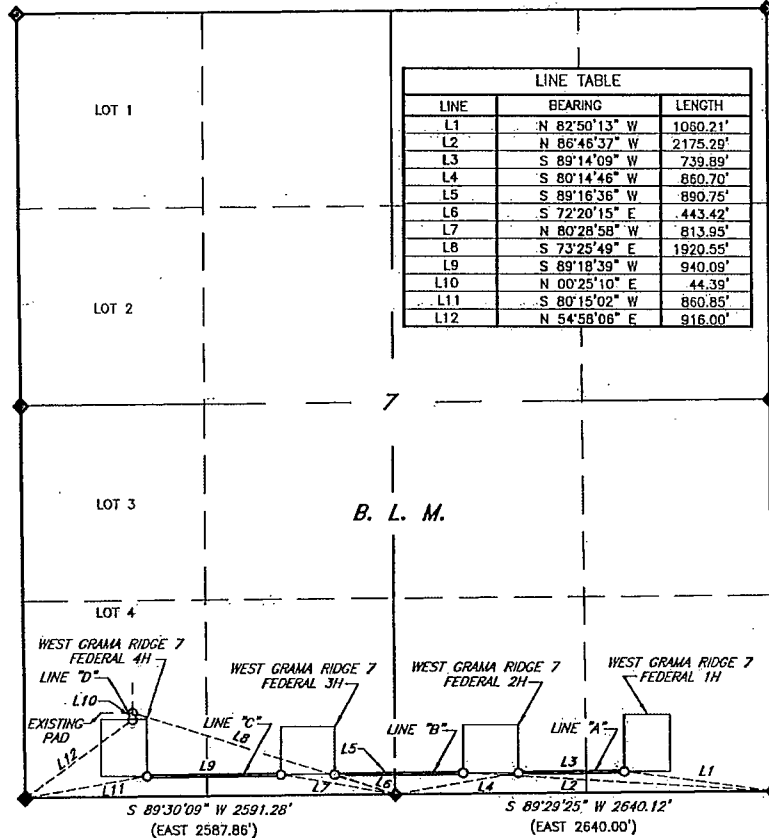 LOT 1
LINE TABLE
LINE BEARING LENGTH
L1 N 82°50'13" W 1060.21'
L2 N 86°46'37" W 2175.29'
L3 S 89°14'09" W 739.89'
L4 S 80°14'46" W 860.70'
L5 S 89°16'36" W 890.75'
L6 S 72°20'15" E 443.42'
L7 N 80°28'58" W 813.95'
L8 S 73°25'49" E 1920.55'
L9 S 89°18'39" W 940.09'
L10 N 00°25'10" E 44.39'
L11 S 80°15'02" W 860.85'
L12 N 54°58'06" E 916.00'
LOT 2
7
LOT 3
B. L. M.
LOT 4
WEST GRAMA RIDGE 7
FEDERAL 4H
LINE "D"
L10
EXISTING
PAD
L12
L11
L9
LINE "C"
L8
WEST GRAMA RIDGE 7
FEDERAL 3H
L7
L5
L6
LINE "B"
L4
WEST GRAMA RIDGE 7
FEDERAL 2H
LINE "A"
L3
L2
WEST GRAMA RIDGE 7
FEDERAL 1H
L1
S 89°30'09" W 2591.28'
(EAST 2587.86')
S 89°29'25" W 2640.12'
(EAST 2640.00')